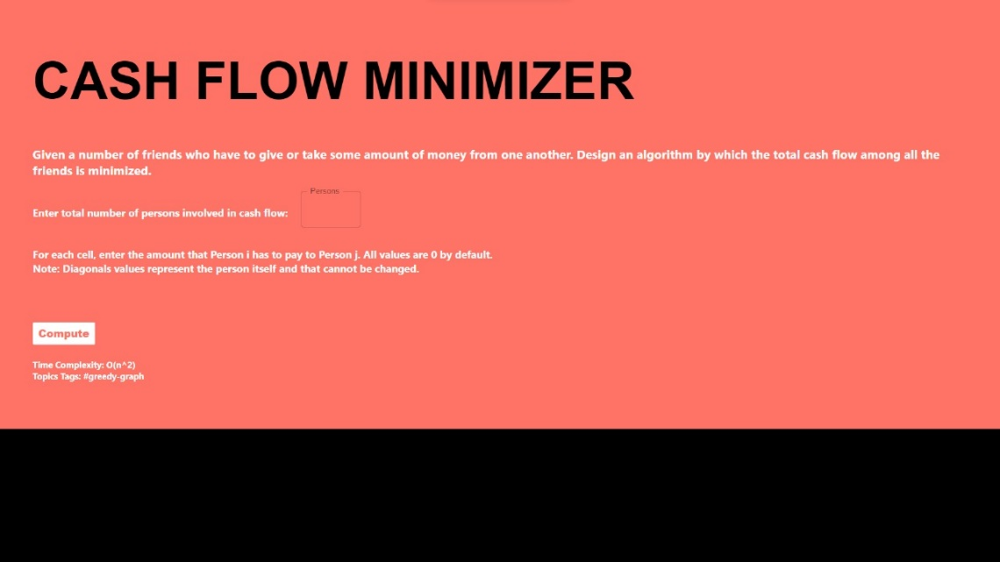 CASH FLOW MINIMIZER
Given a number of friends who have to give or take some amount of money from one another. Design an algorithm by which the total cash flow among all the
friends is minimized.
Persons
Enter total number of persons involved in cash flow:
For each cell, enter the amount that Person i has to pay to Person j. All values are 0 by default.
Note: Diagonals values represent the person itself and that cannot be changed.
Compute
Time Complexity: O(n^2)
Topics Tags: #greedy-graph